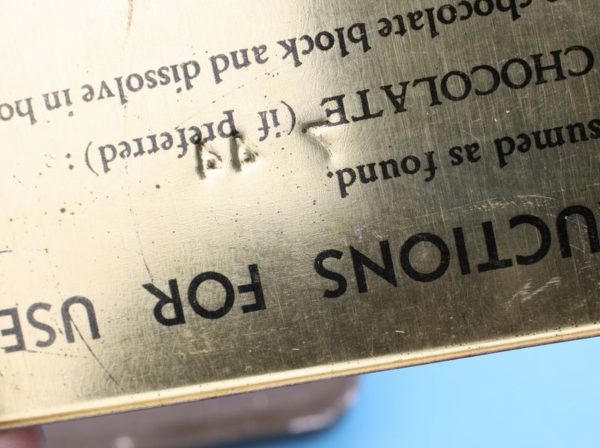 UCTIONS FOR USE
sumed as found.
CHOCOLATE (if preferred) :
chocolate block and dissolve in ho